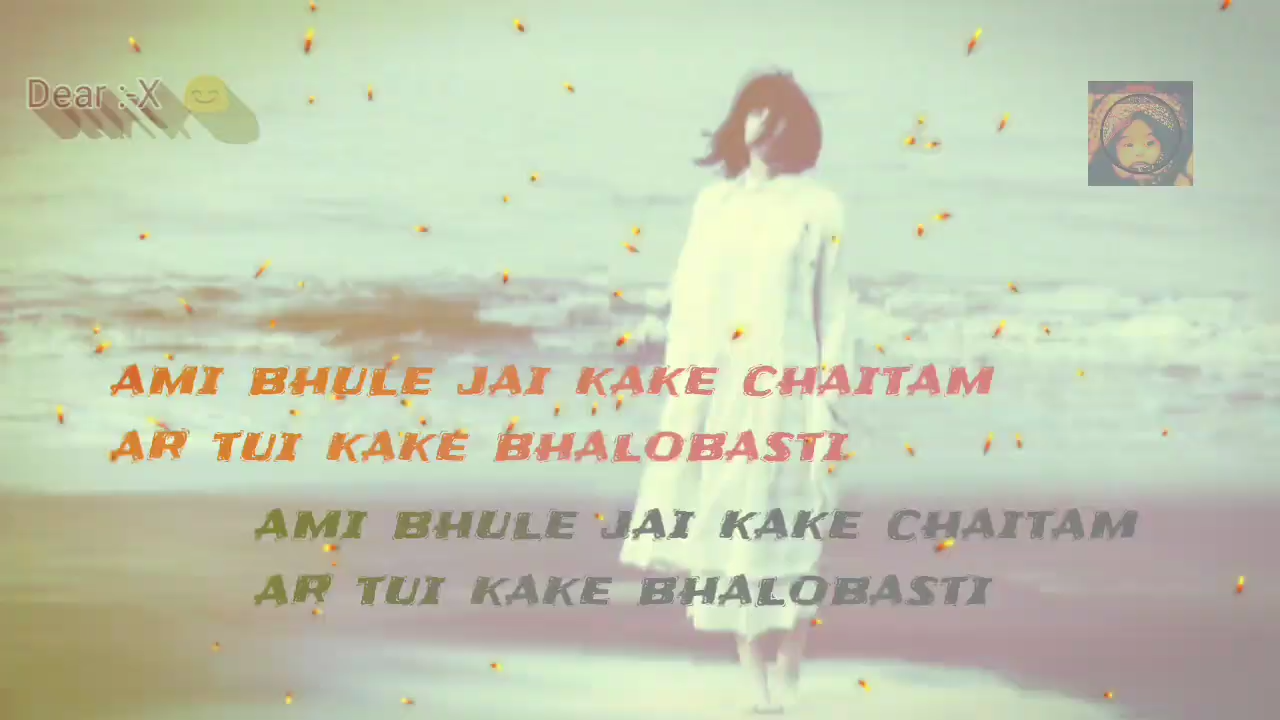 Dear :-X 😊
AMI BHULE JAI KAKE CHAITAM
AR TUI KAKE BHALOBASTI
AMI BHULE JAI KAKE CHAITAM
AR TUI KAKE BHALOBASTI